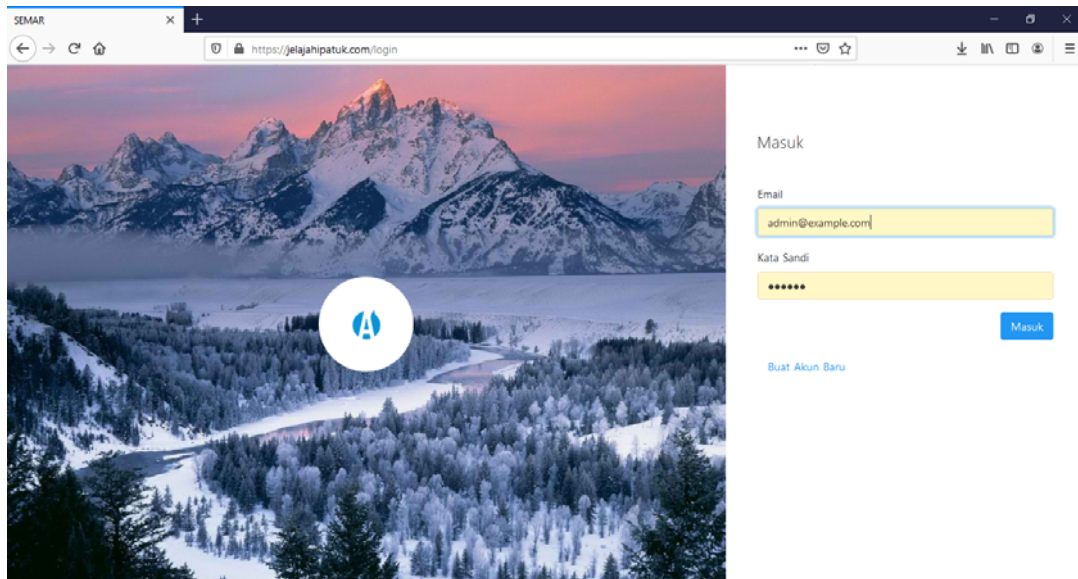 SEMAR
https://jelajahipatuk.com/login
Masuk
Email
admin@example.com
Kata Sandi
••••••
Masuk
Buat Akun Baru